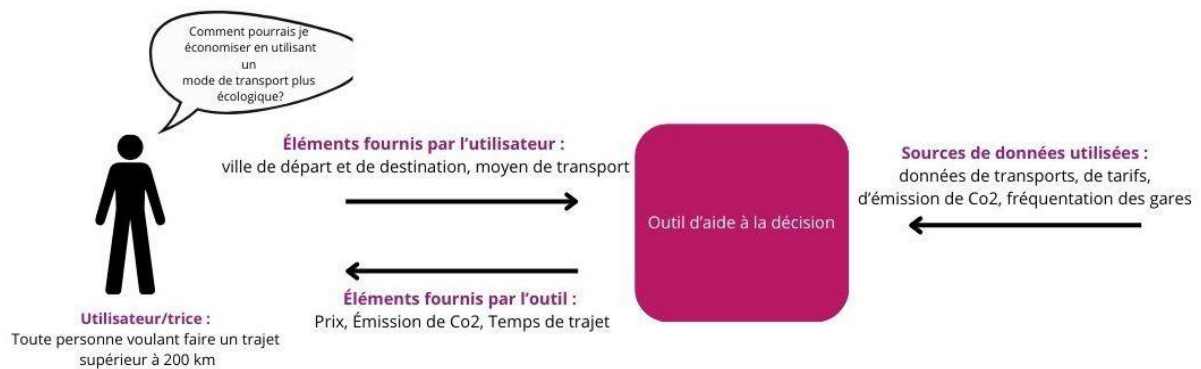 Comment pourrais je
économiser en utilisant
un
mode de transport plus
écologique?
Éléments fournis par l'utilisateur :
ville de départ et de destination, moyen de transport
Outil d'aide à la décision
Sources de données utilisées :
données de transports, de tarifs,
d'émission de Co2, fréquentation des gares
Éléments fournis par l'outil :
Prix, Émission de Co2, Temps de trajet
Utilisateur/trice :
Toute personne voulant faire un trajet
supérieur à 200 km